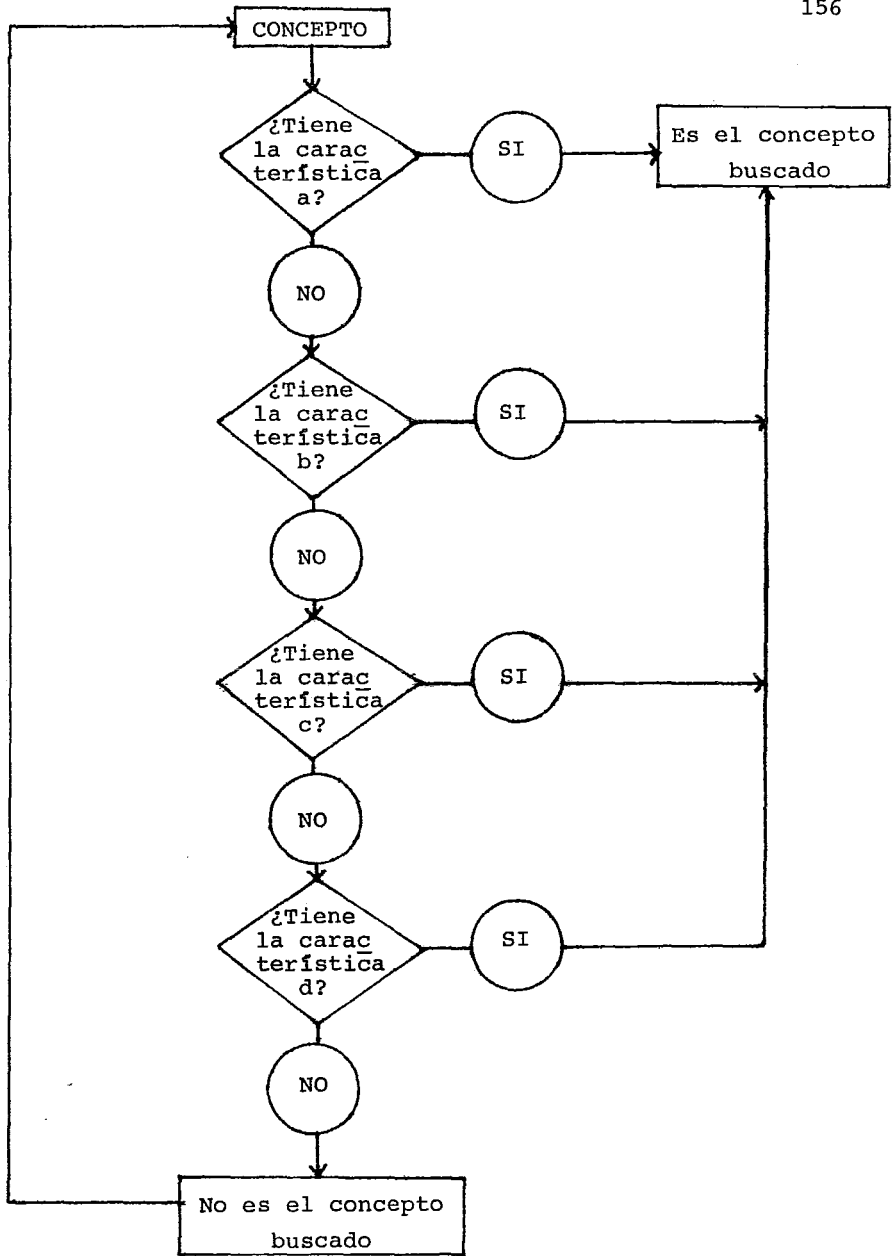 156
CONCEPTO
¿Tiene
la carac
terística
a?
SI
Es el concepto
buscado
NO
¿Tiene
la carac
terística
b?
SI
NO
¿Tiene
la carac
terística
c?
SI
NO
¿Tiene
la carac
terística
d?
SI
NO
No es el concepto
buscado